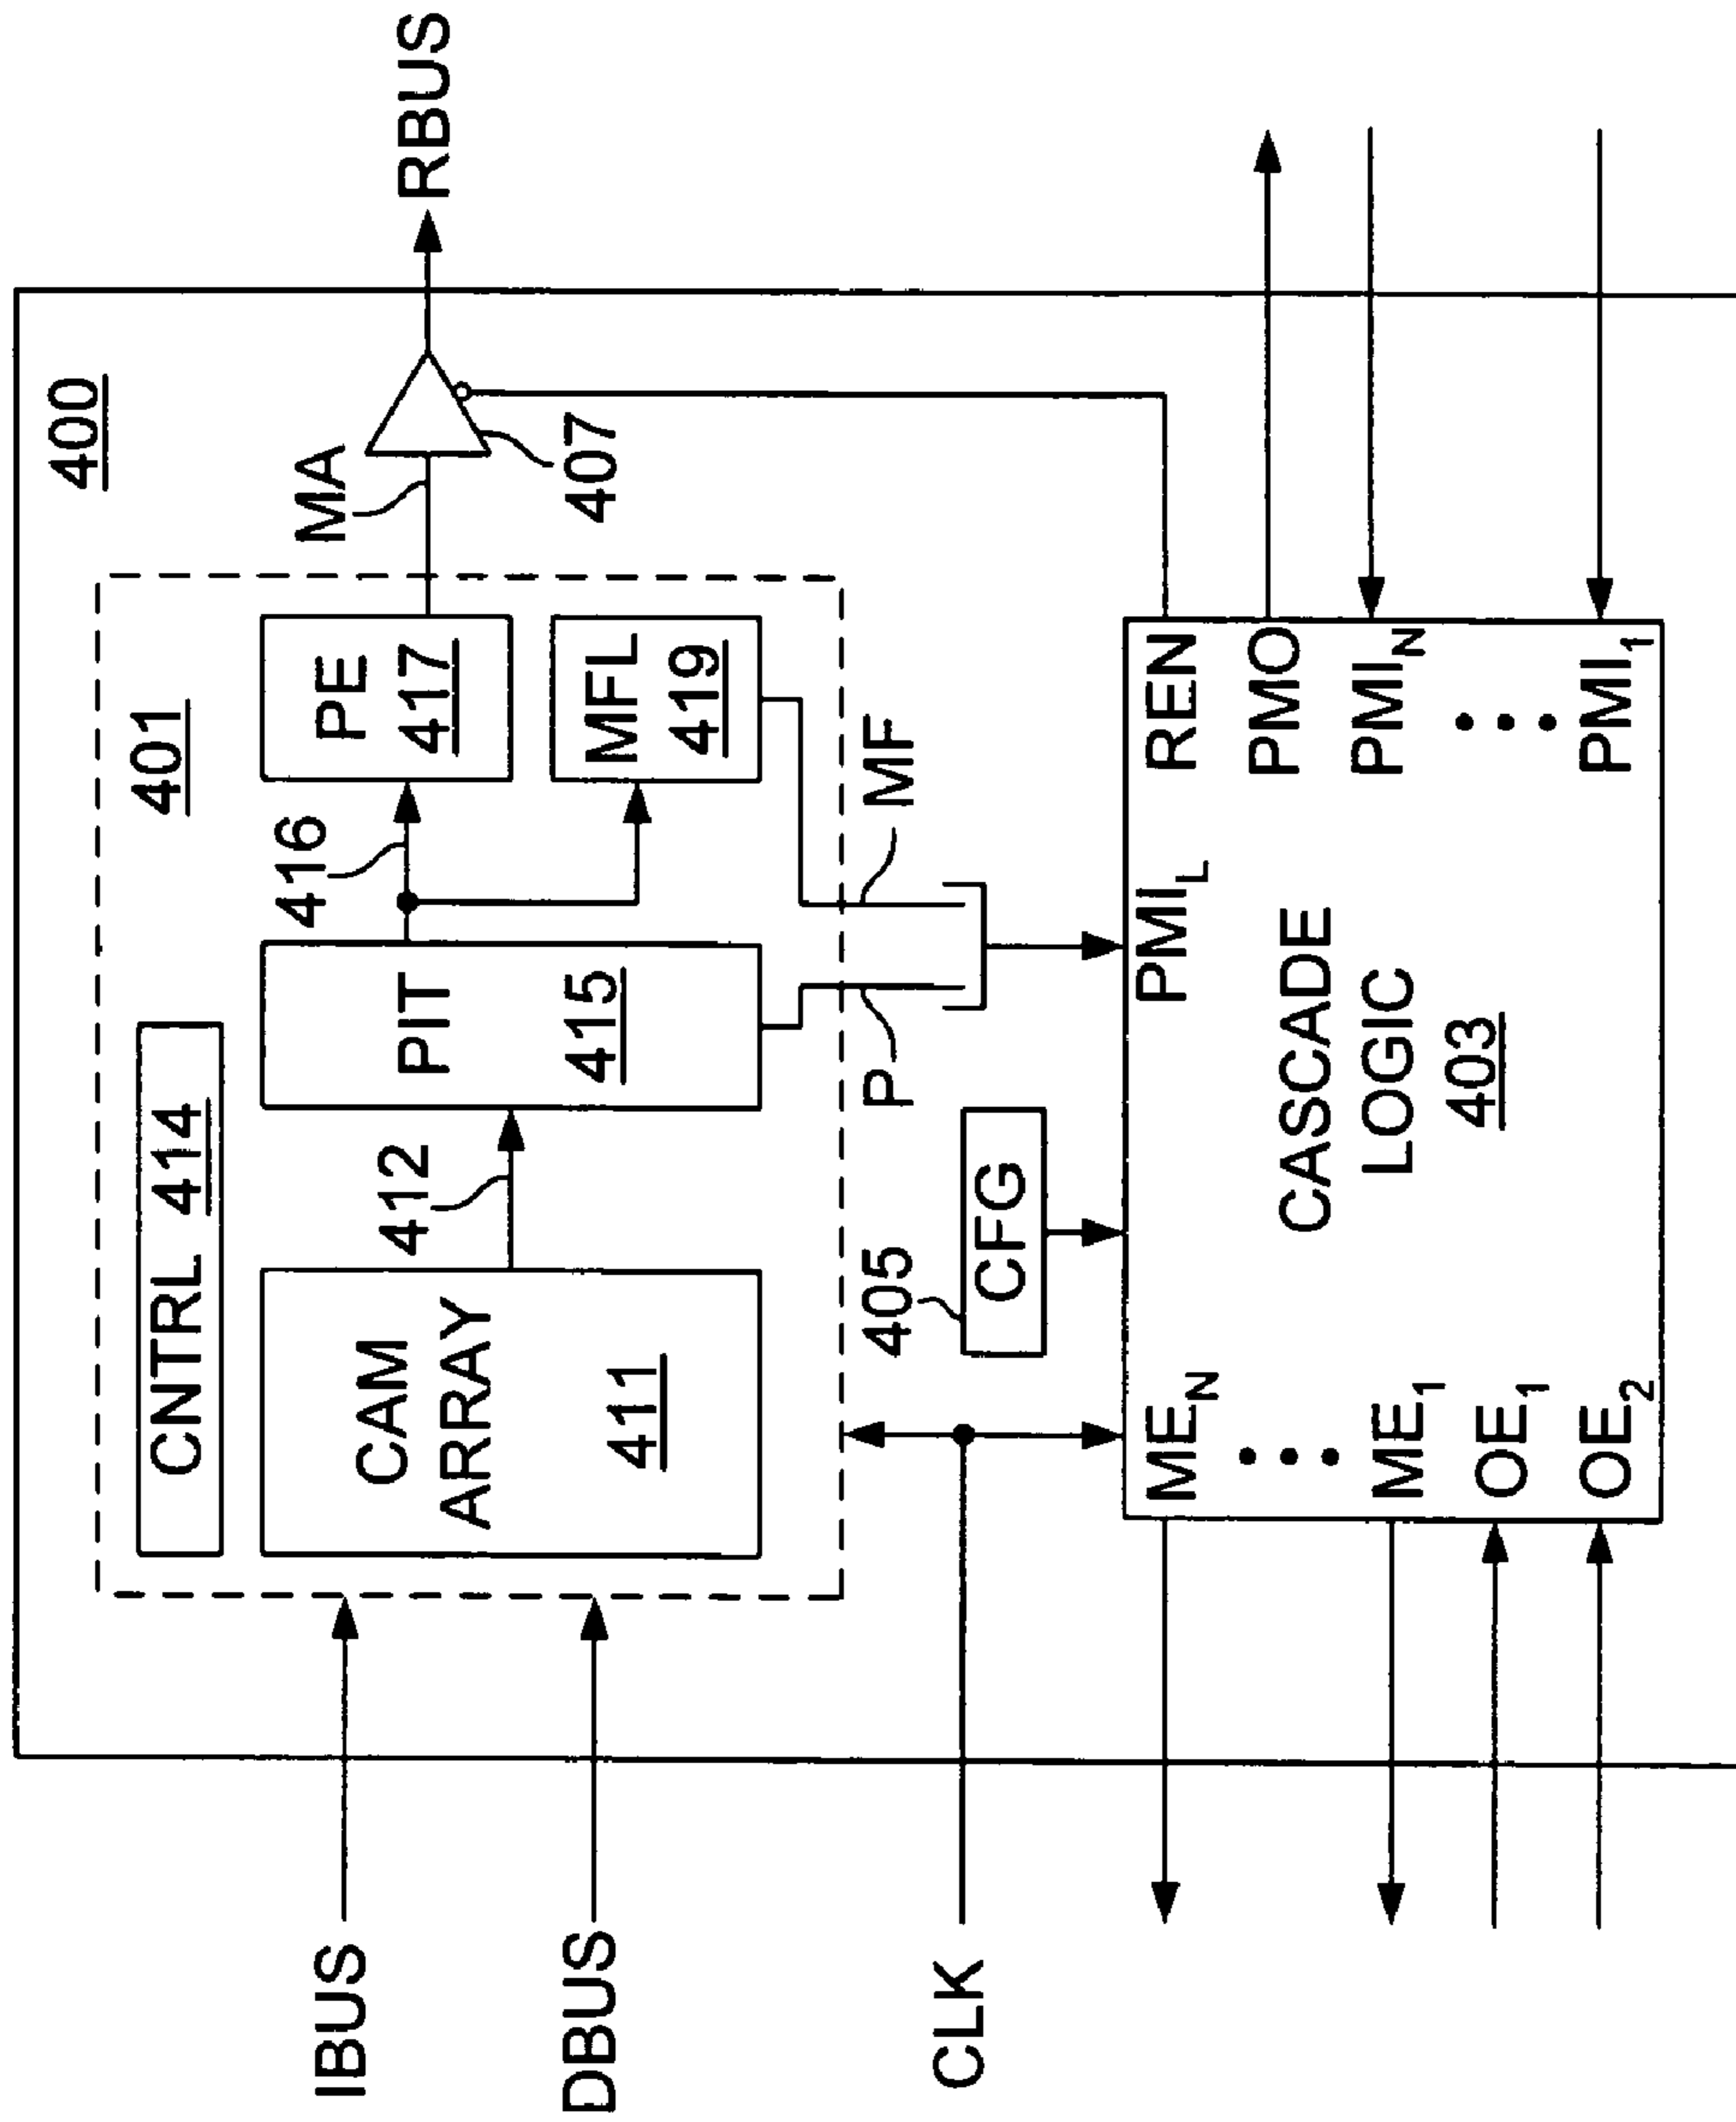 400
401
CNTRL 414
IBUS
CAM
ARRAY
411
412
PIT
415
416
PE
417
MA
RBUS
407
DBUS
MFL
419
405
CFG
P
MF
CLK
PMI_L
ME_N
ME_1
OE_1
OE_2
CASCADE
LOGIC
403
REN
PMO
PMI_N
PMI_1